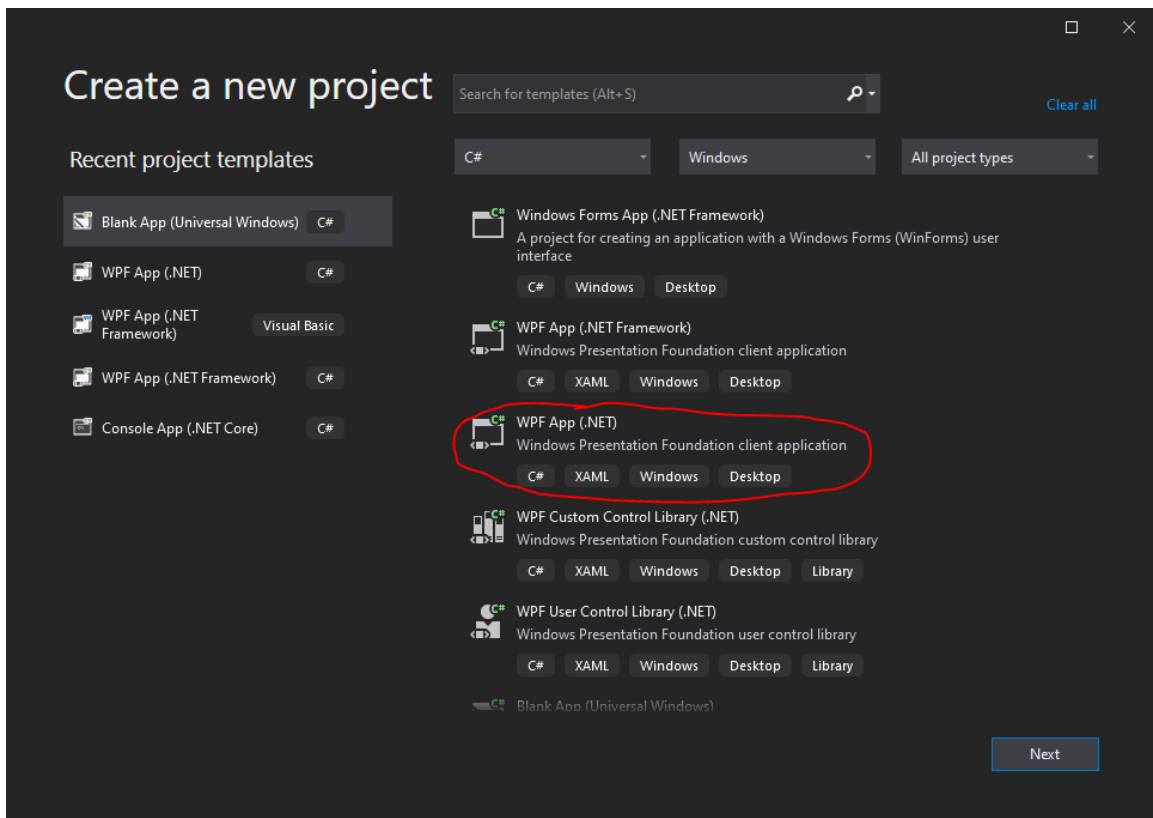 Create a new project
Search for templates (Alt+S)
Clear all
Recent project templates
C#
Windows
All project types
Blank App (Universal Windows) C#
WPF App (.NET) C#
WPF App (.NET
Framework)
Visual Basic
WPF App (.NET Framework) C#
Console App (.NET Core) C#
C#
Windows Forms App (.NET Framework)
A project for creating an application with a Windows Forms (WinForms) user
interface
C# Windows Desktop
C#
WPF App (.NET Framework)
Windows Presentation Foundation client application
C# XAML Windows Desktop
C#
WPF App (.NET)
Windows Presentation Foundation client application
C# XAML Windows Desktop
C#
WPF Custom Control Library (.NET)
Windows Presentation Foundation custom control library
C# XAML Windows Desktop Library
C#
WPF User Control Library (.NET)
Windows Presentation Foundation user control library
C# XAML Windows Desktop Library
C#
Blank App (Universal Windows)
Next